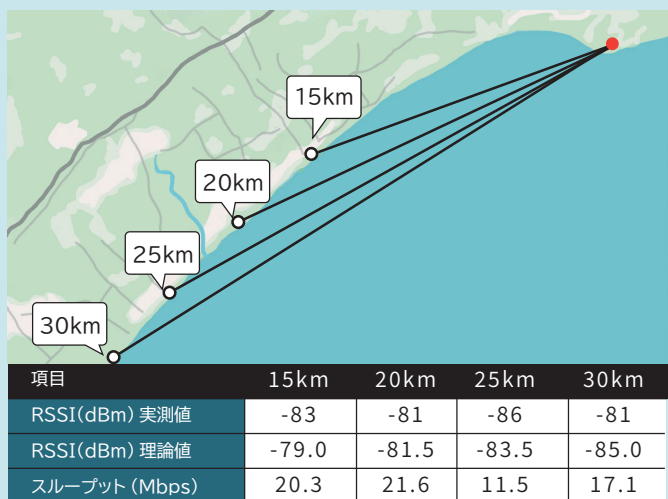 15km
20km
25km
30km
項目 15km 20km 25km 30km
RSSI(dBm) 実測値 -83 -81 -86 -81
RSSI(dBm) 理論値 -79.0 -81.5 -83.5 -85.0
スループット (Mbps) 20.3 21.6 11.5 17.1